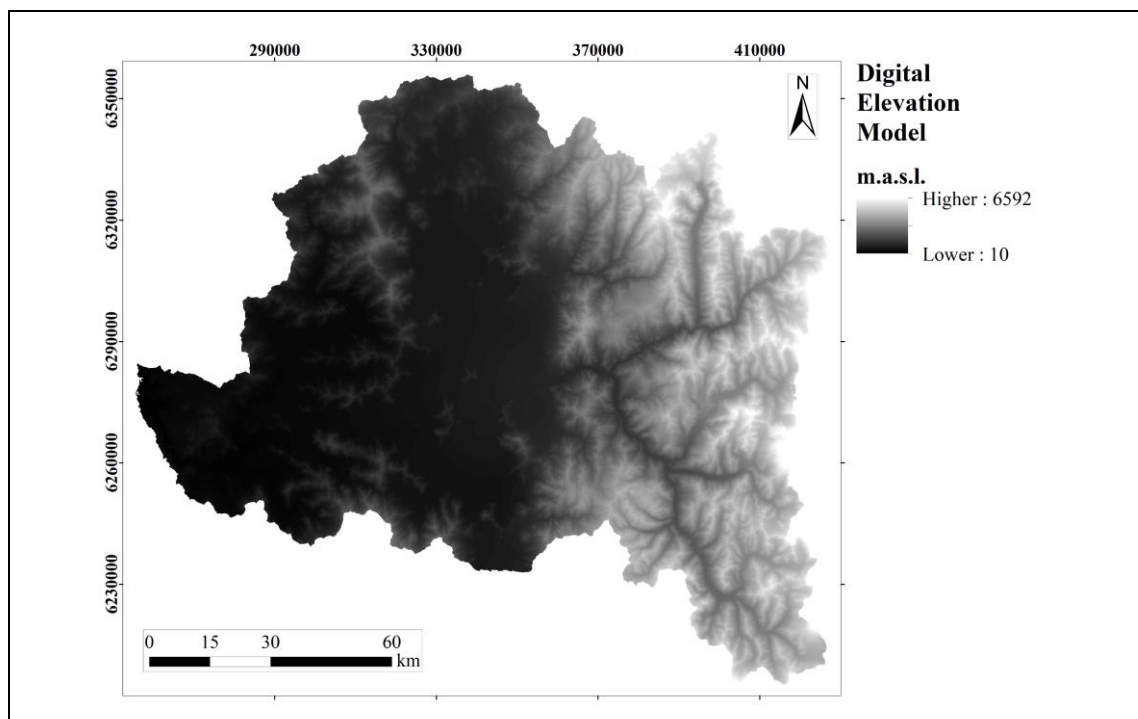 290000 330000 370000 410000
Digital
Elevation
Model
m.a.s.l.
Higher : 6592
Lower : 10
N
6350000
6320000
6290000
6260000
6230000
0 15 30 60
km